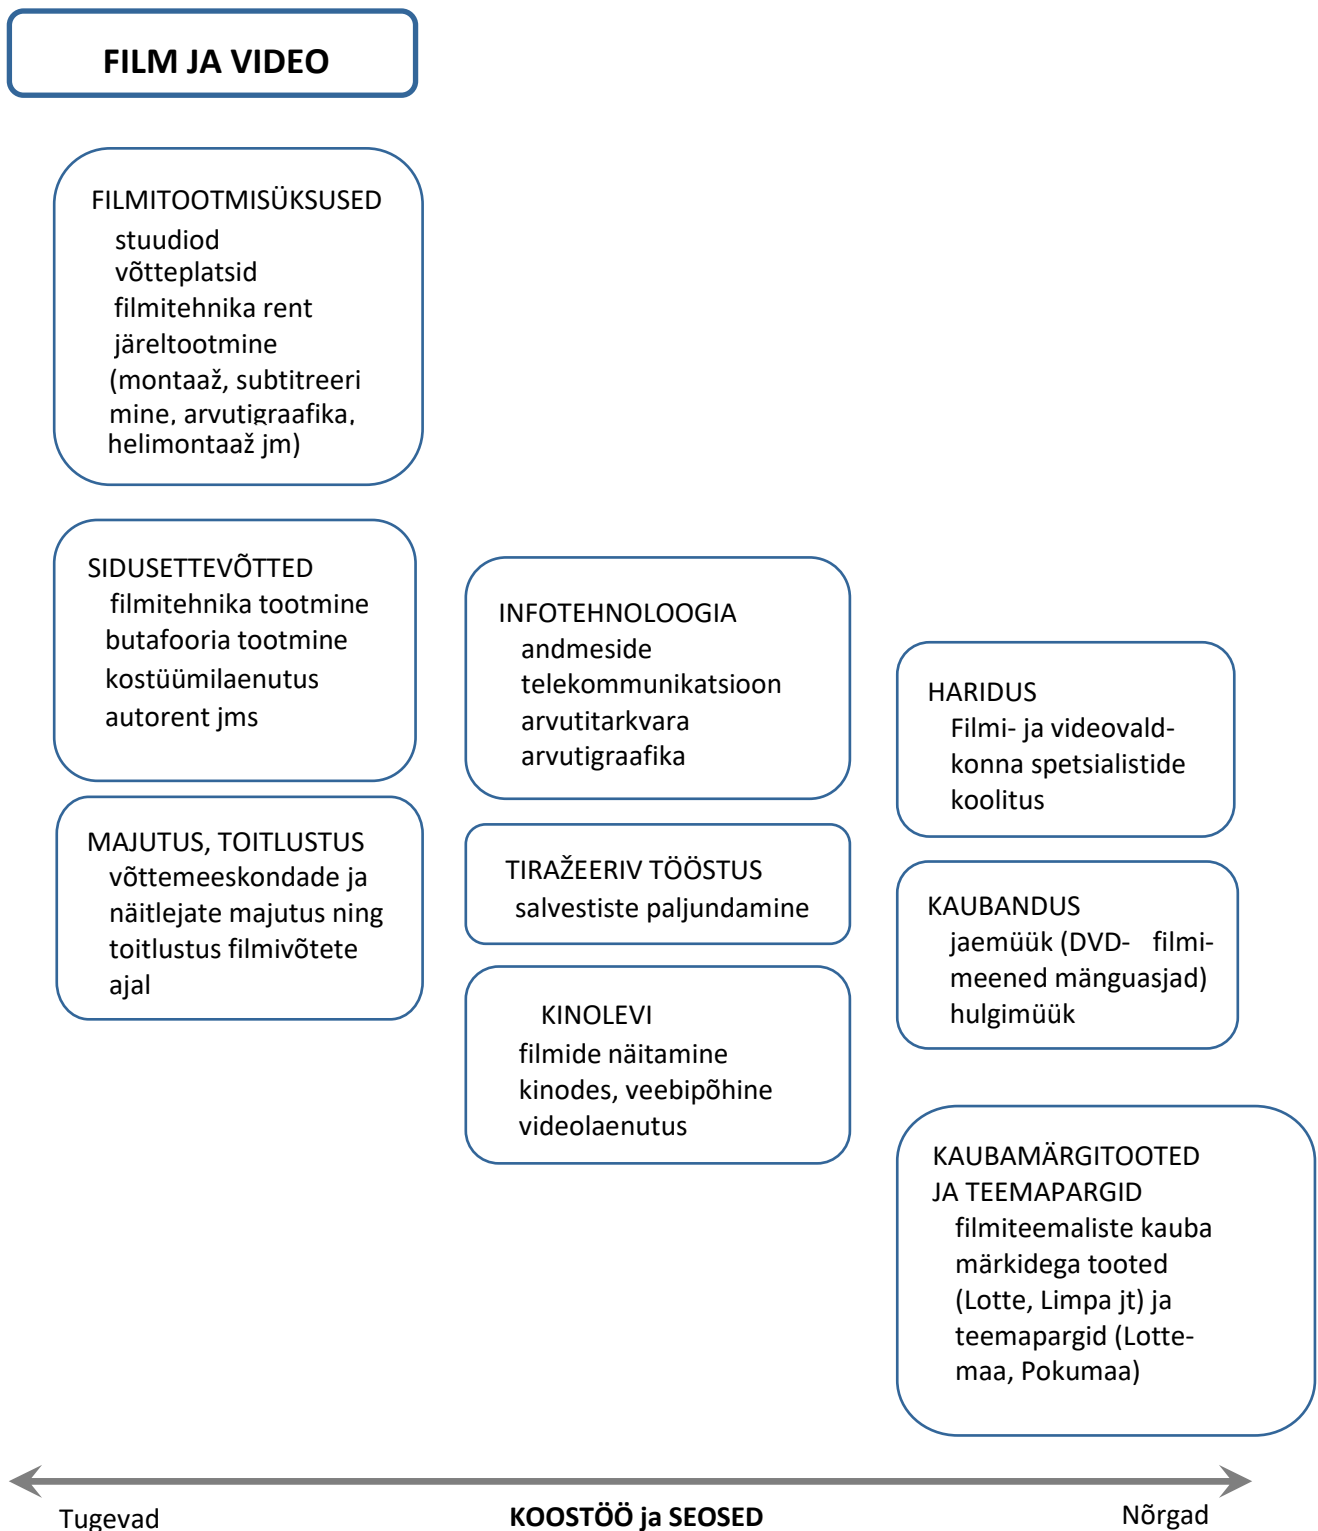 FILM JA VIDEO
FILMITOOTMISÜKSUSED
stuudiod
võtteplatsid
filmitehnika rent
järeltootmine
(montaaž, subtitreeri
mine, arvutigraafika,
helimontaaž jm)
SIDUSETTEVÕTTED
filmitehnika tootmine
butafooria tootmine
kostüümilaenutus
autorent jms
MAJUTUS, TOITLUSTUS
võttemeeskondade ja
näitlejate majutus ning
toitlustus filmivõtete
ajal
INFOTEHNOLOOGIA
andmeside
telekommunikatsioon
arvutitarkvara
arvutigraafika
TIRAŽEERIV TÖÖSTUS
salvestiste paljundamine
KINOLEVI
filmide näitamine
kinodes, veebipõhine
videolaenutus
HARIDUS
Filmi- ja videovald-
konna spetsialistide
koolitus
KAUBANDUS
jaemüük (DVD- filmi-
meened mänguasjad)
hulgimüük
KAUBAMÄRGITOOTED
JA TEEMAPARGID
filmiteemaliste kauba
märkidega tooted
(Lotte, Limpa jt) ja
teemapargid (Lotte-
maa, Pokumaa)
Tugevad KOOSTÖÖ ja SEOSED Nõrgad